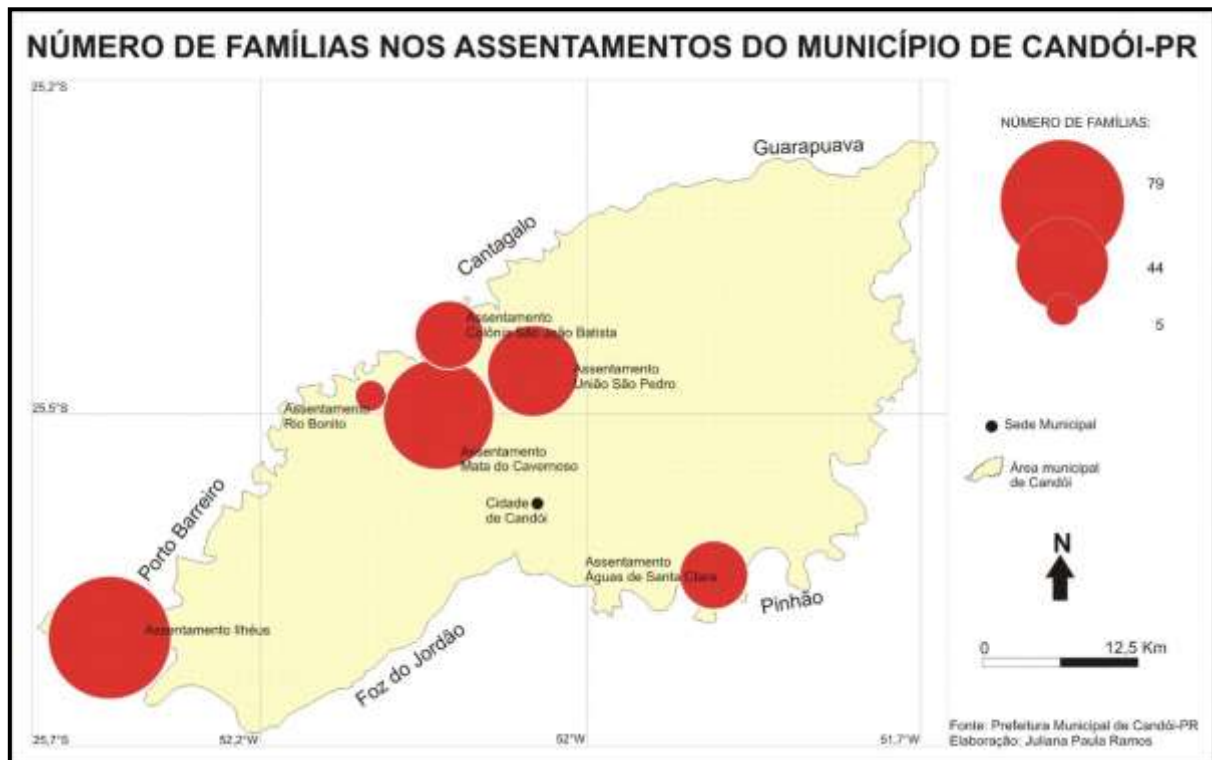 NÚMERO DE FAMÍLIAS NOS ASSENTAMENTOS DO MUNICÍPIO DE CANDÓI-PR
25,2°S
Guarapuava
NÚMERO DE FAMÍLIAS:
79
44
5
Cantagalo
Assentamento
Colônia São João Batista
Assentamento
União São Pedro
25,5°S
Assentamento
Rio Bonito
Assentamento
Mata do Cavernoso
Sede Municipal
Área municipal
de Candói
Cidade
de Candói
Porto Barreiro
Assentamento
Águas de Santa Clara
Pinhão
N
Assentamento Ilhéus
Foz do Jordão
0 12,5 Km
25,7°S
52,2°W
52°W
51,7°W
Fonte: Prefeitura Municipal de Candói-PR
Elaboração: Juliana Paula Ramos